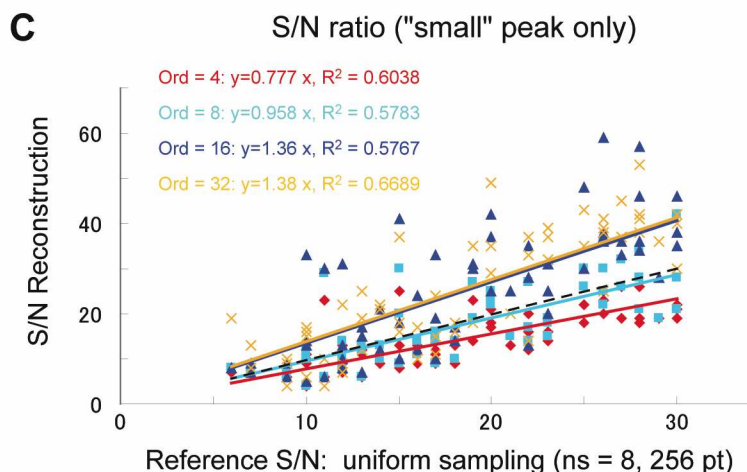 C
S/N ratio ("small" peak only)
Ord = 4: y=0.777 x, R² = 0.6038
Ord = 8: y=0.958 x, R² = 0.5783
Ord = 16: y=1.36 x, R² = 0.5767
Ord = 32: y=1.38 x, R² = 0.6689
S/N Reconstruction
60
40
20
0
0 10 20 30
Reference S/N: uniform sampling (ns = 8, 256 pt)